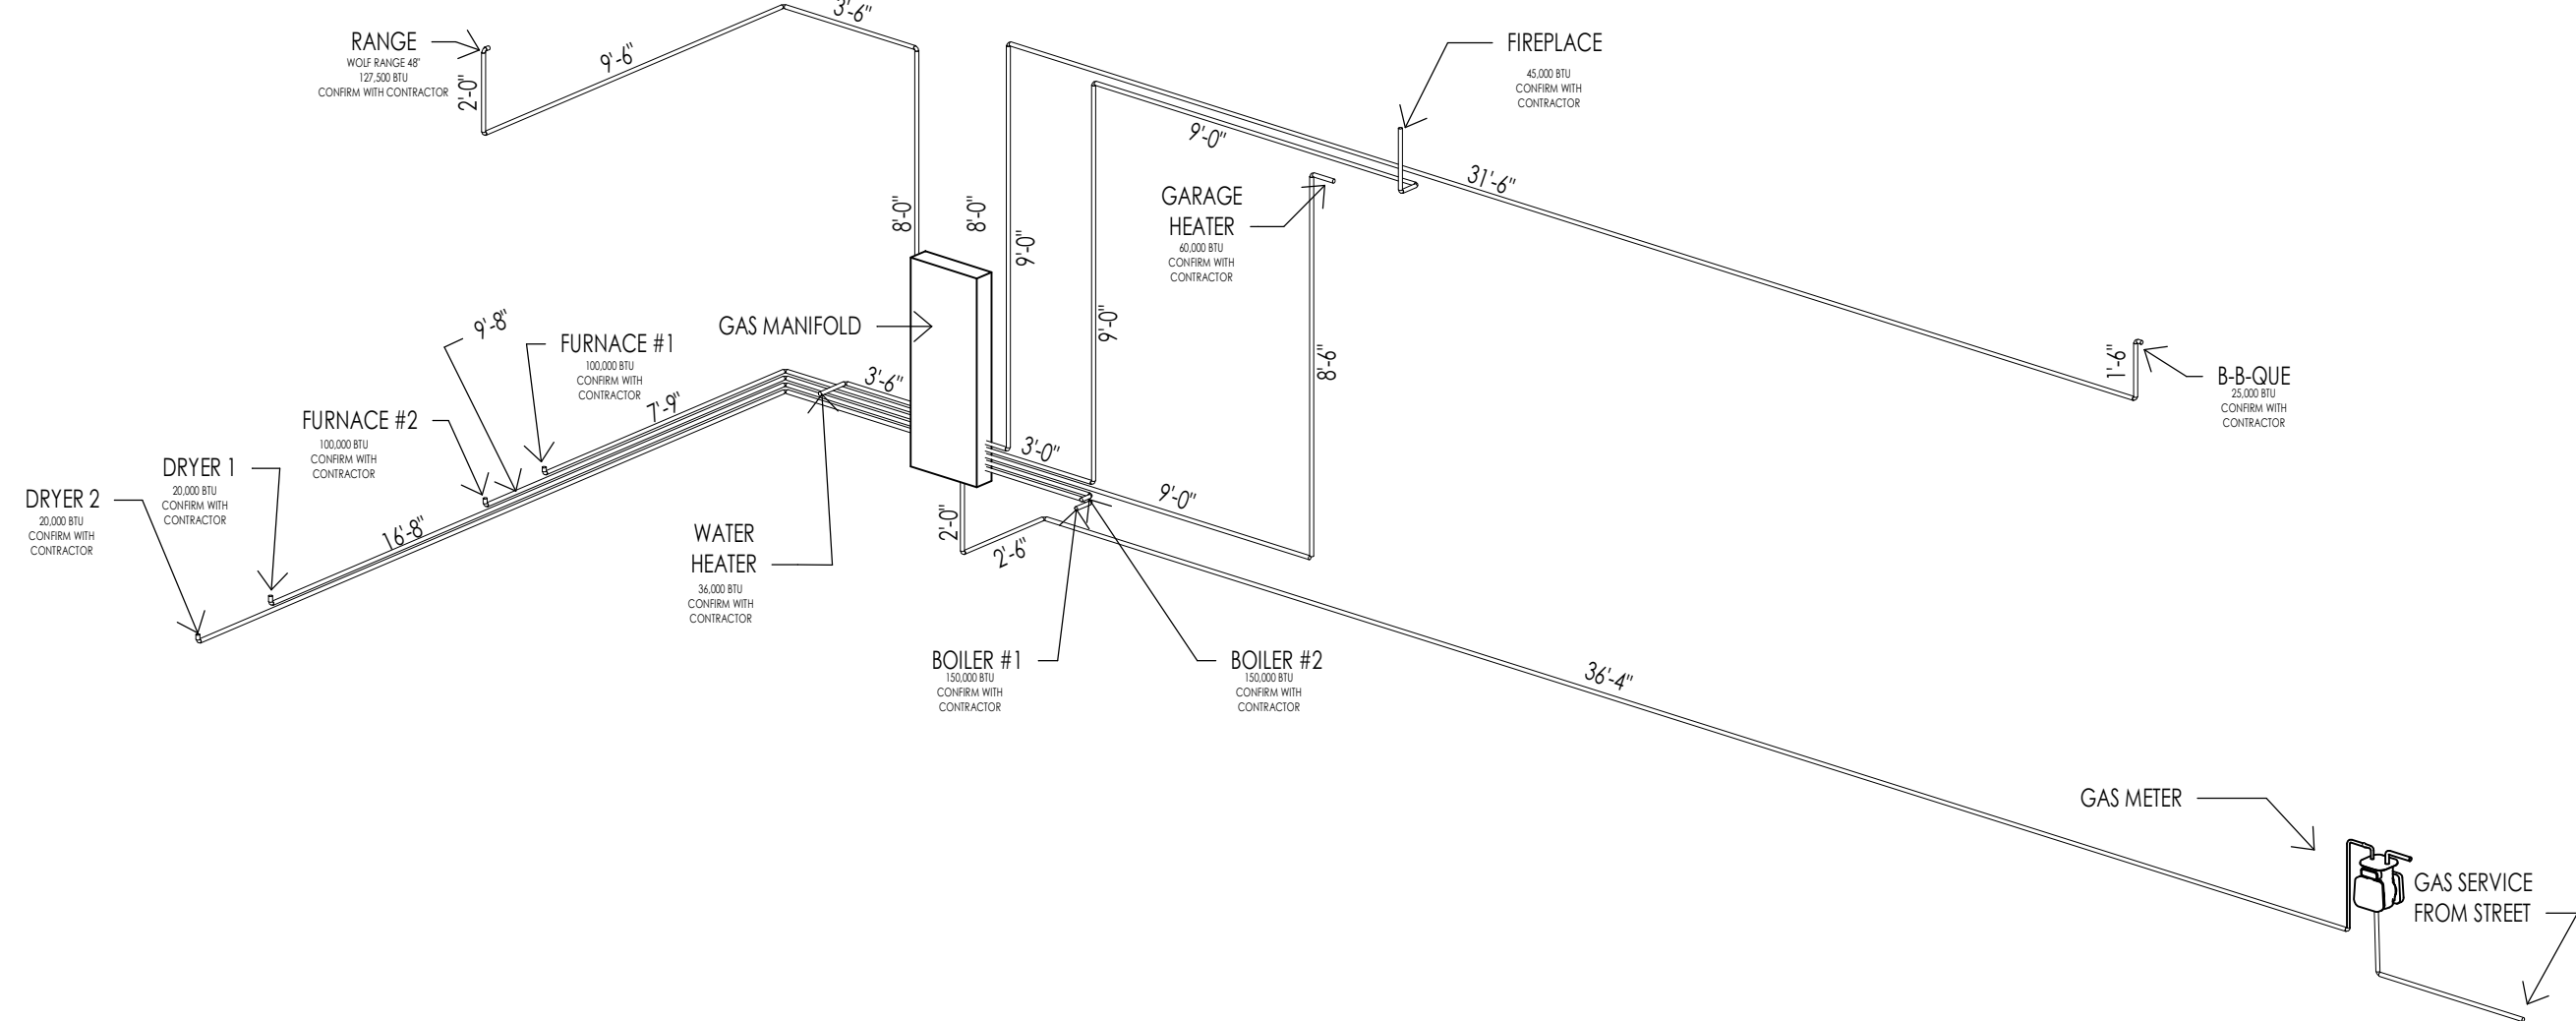 3'-6"
RANGE
WOLF RANGE 48"
127,500 BTU
CONFIRM WITH CONTRACTOR
2'-0"
9'-6"
8'-0"
8'-0"
9'-0"
9'-0"
FIREPLACE
45,000 BTU
CONFIRM WITH
CONTRACTOR
GARAGE
HEATER
60,000 BTU
CONFIRM WITH
CONTRACTOR
31'-6"
9'-0"
8'-6"
1'-6"
B-B-QUE
25,000 BTU
CONFIRM WITH
CONTRACTOR
GAS MANIFOLD
9'-8"
FURNACE #1
100,000 BTU
CONFIRM WITH
CONTRACTOR
3'-6"
7'-9"
FURNACE #2
100,000 BTU
CONFIRM WITH
CONTRACTOR
DRYER 1
20,000 BTU
CONFIRM WITH
CONTRACTOR
DRYER 2
20,000 BTU
CONFIRM WITH
CONTRACTOR
16'-8"
3'-0"
9'-0"
2'-0"
2'-6"
WATER
HEATER
36,000 BTU
CONFIRM WITH
CONTRACTOR
BOILER #1
150,000 BTU
CONFIRM WITH
CONTRACTOR
BOILER #2
150,000 BTU
CONFIRM WITH
CONTRACTOR
36'-4"
GAS METER
GAS SERVICE
FROM STREET